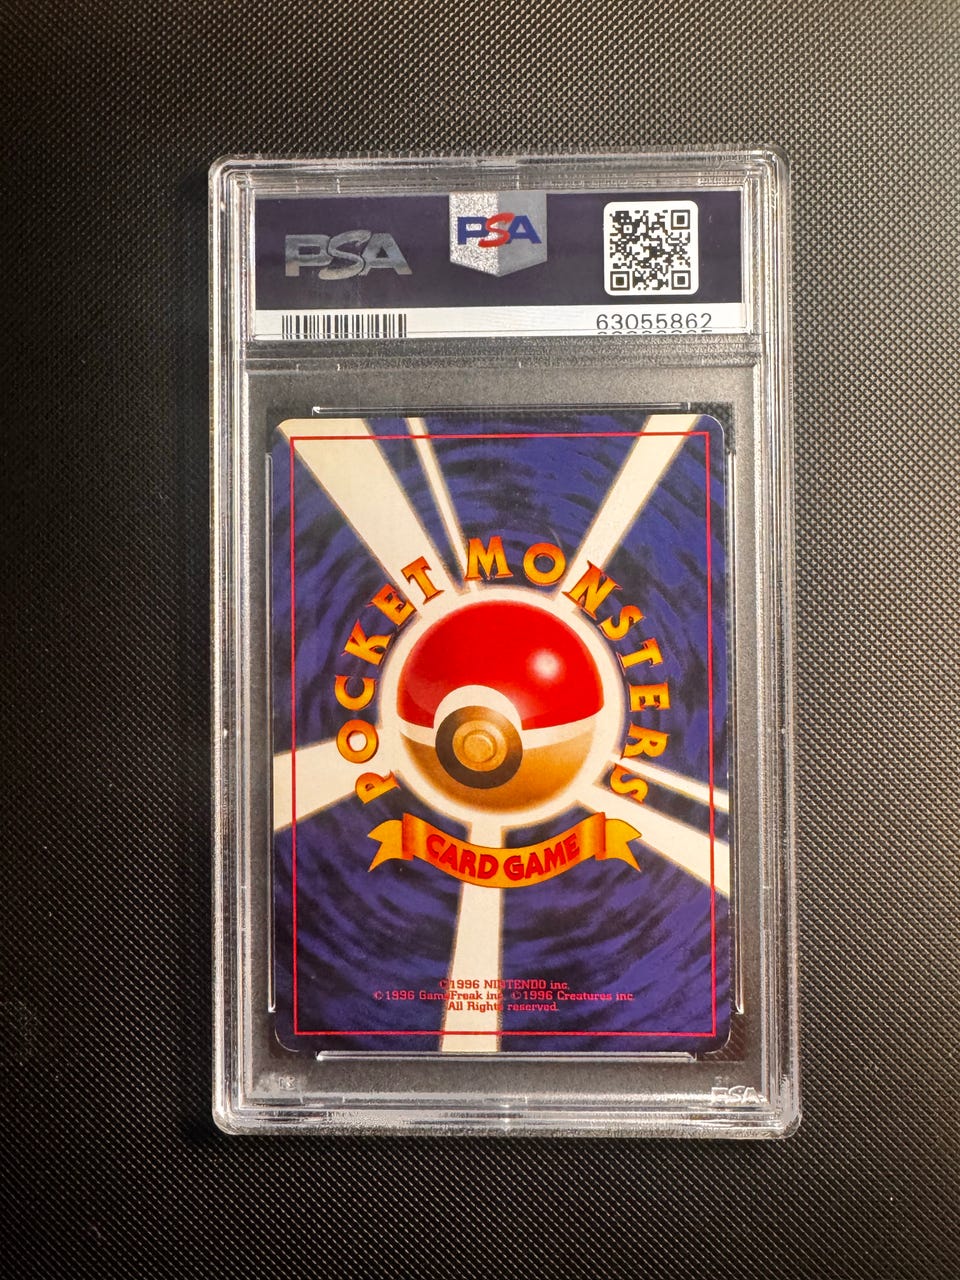 PSA
PSA
63055862
POCKET MONSTERS
CARD GAME
©1996 NINTENDO inc.
©1996 GameFreak inc. ©1996 Creatures inc.
All Rights reserved.
PSA